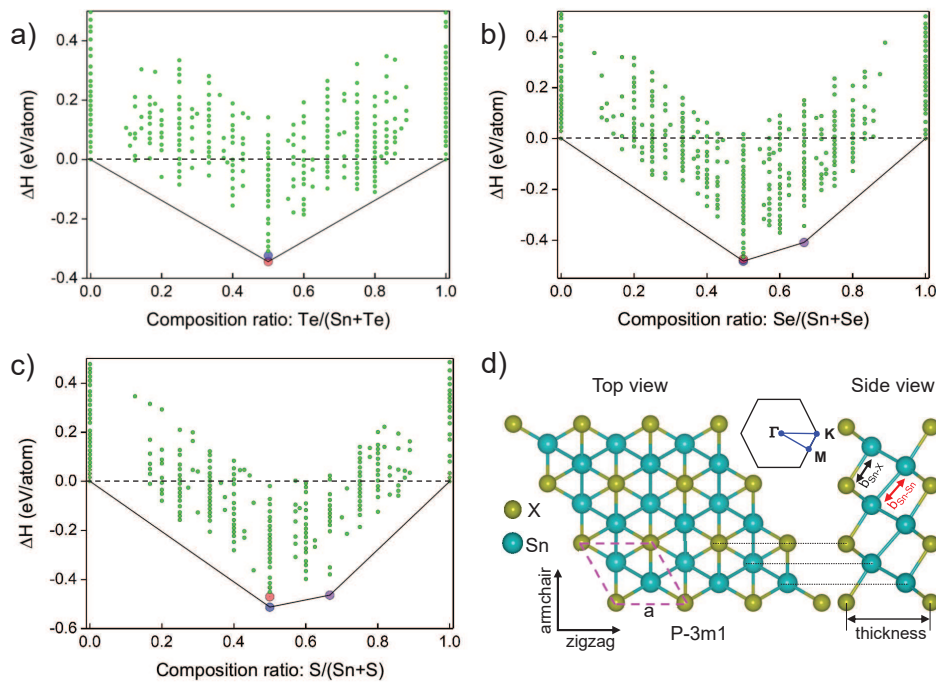 a)
ΔH (eV/atom)
0.4
0.2
0.0
-0.2
-0.4
0.0 0.2 0.4 0.6 0.8 1.0
Composition ratio: Te/(Sn+Te)
b)
ΔH (eV/atom)
0.4
0.2
0.0
-0.2
-0.4
0.0 0.2 0.4 0.6 0.8 1.0
Composition ratio: Se/(Sn+Se)
c)
ΔH (eV/atom)
0.4
0.2
0.0
-0.2
-0.4
-0.6
0.0 0.2 0.4 0.6 0.8 1.0
Composition ratio: S/(Sn+S)
d)
Top view
Side view
Γ
K
M
bSn-X
bSn-Sn
X
Sn
armchair
zigzag
a
P-3m1
thickness